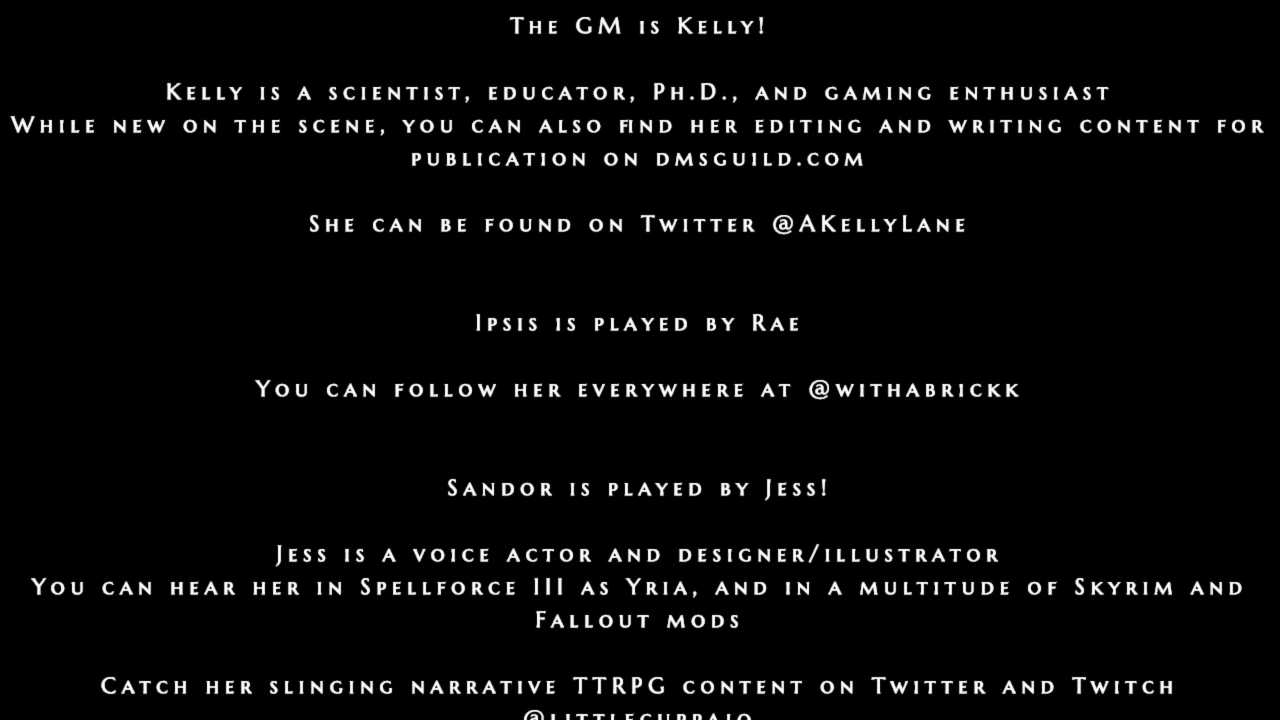 The GM is Kelly!
Kelly is a scientist, educator, Ph.D., and gaming enthusiast
While new on the scene, you can also find her editing and writing content for
publication on dmsguild.com
She can be found on Twitter @AKellyLane
Ipsis is played by Rae
You can follow her everywhere at @withabrickk
Sandor is played by Jess!
Jess is a voice actor and designer/illustrator
You can hear her in Spellforce III as Yria, and in a multitude of Skyrim and
Fallout mods
Catch her slinging narrative TTRPG content on Twitter and Twitch